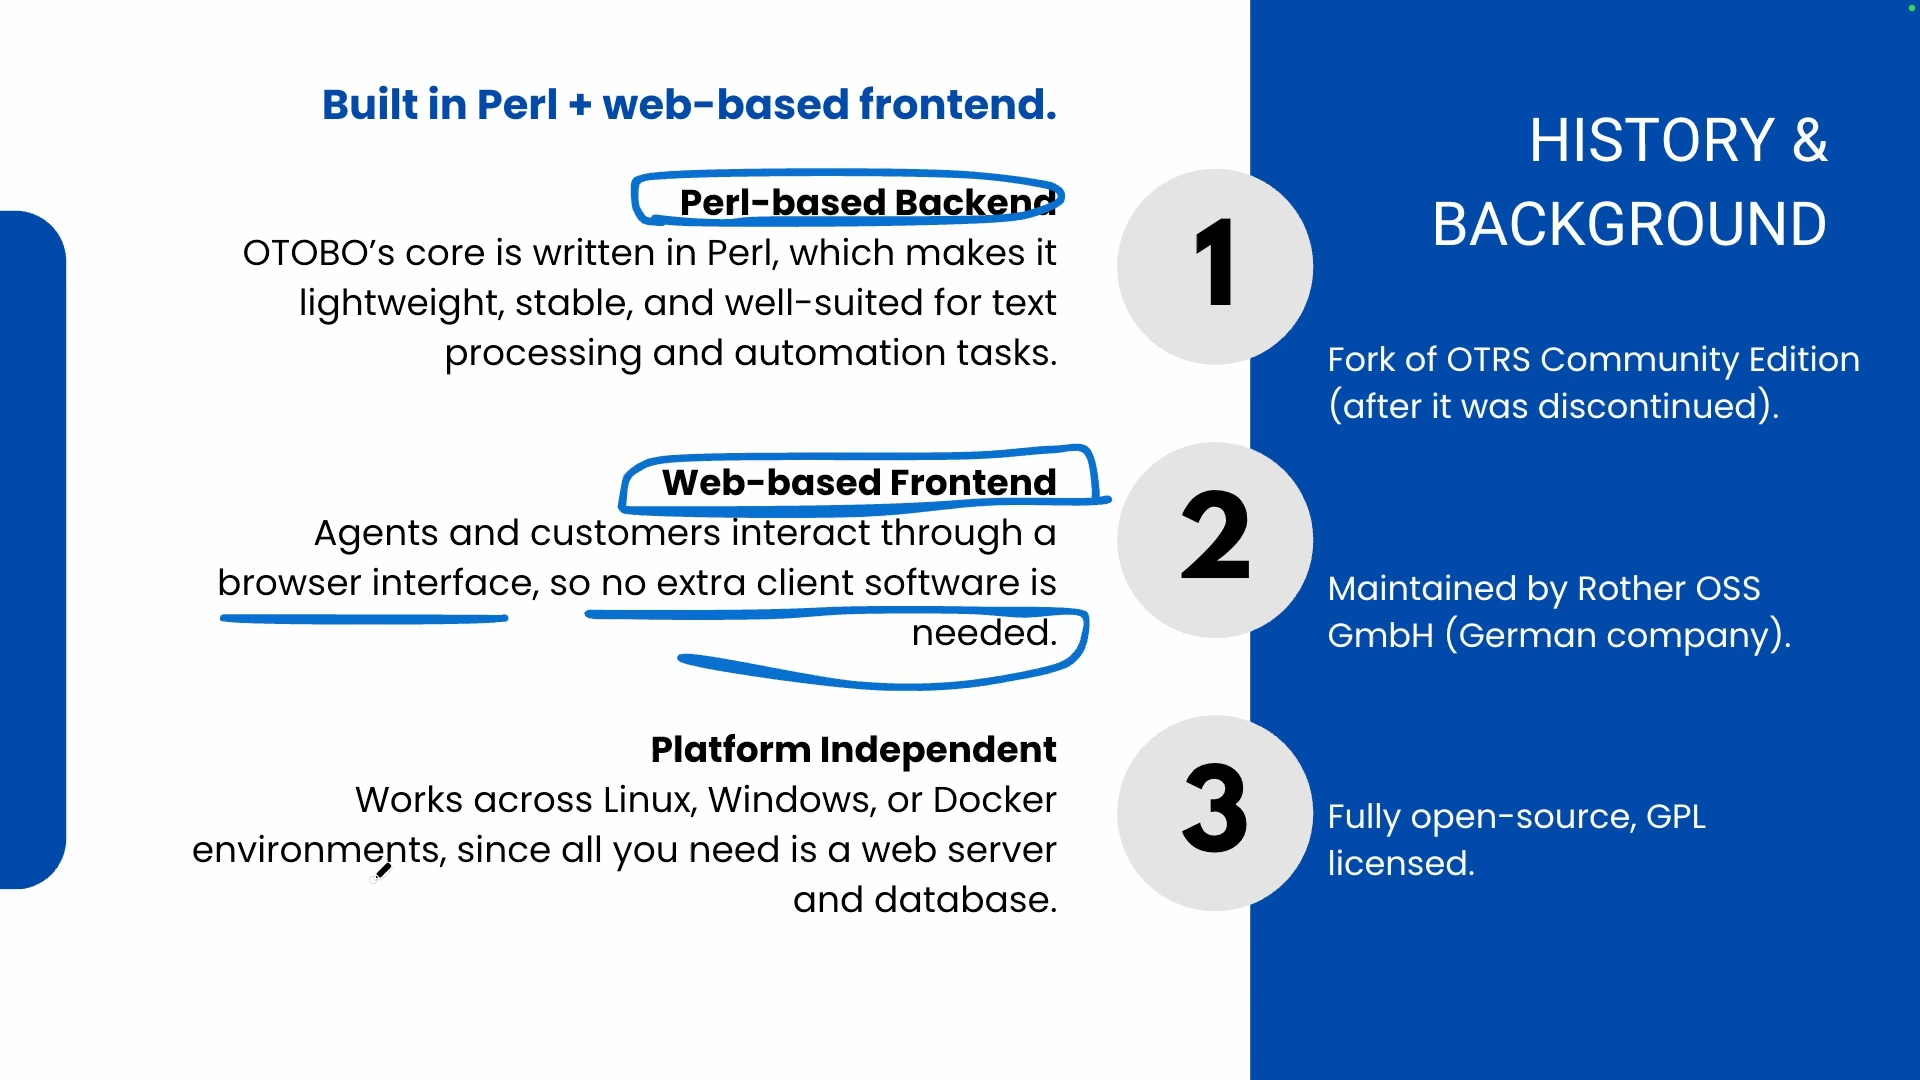 Built in Perl + web-based frontend.
Perl-based Backend
OTOBO’s core is written in Perl, which makes it
lightweight, stable, and well-suited for text
processing and automation tasks.
Web-based Frontend
Agents and customers interact through a
browser interface, so no extra client software is
needed.
Platform Independent
Works across Linux, Windows, or Docker
environments, since all you need is a web server
and database.
HISTORY &
BACKGROUND
1
Fork of OTRS Community Edition
(after it was discontinued).
2
Maintained by Rother OSS
GmbH (German company).
3
Fully open-source, GPL
licensed.